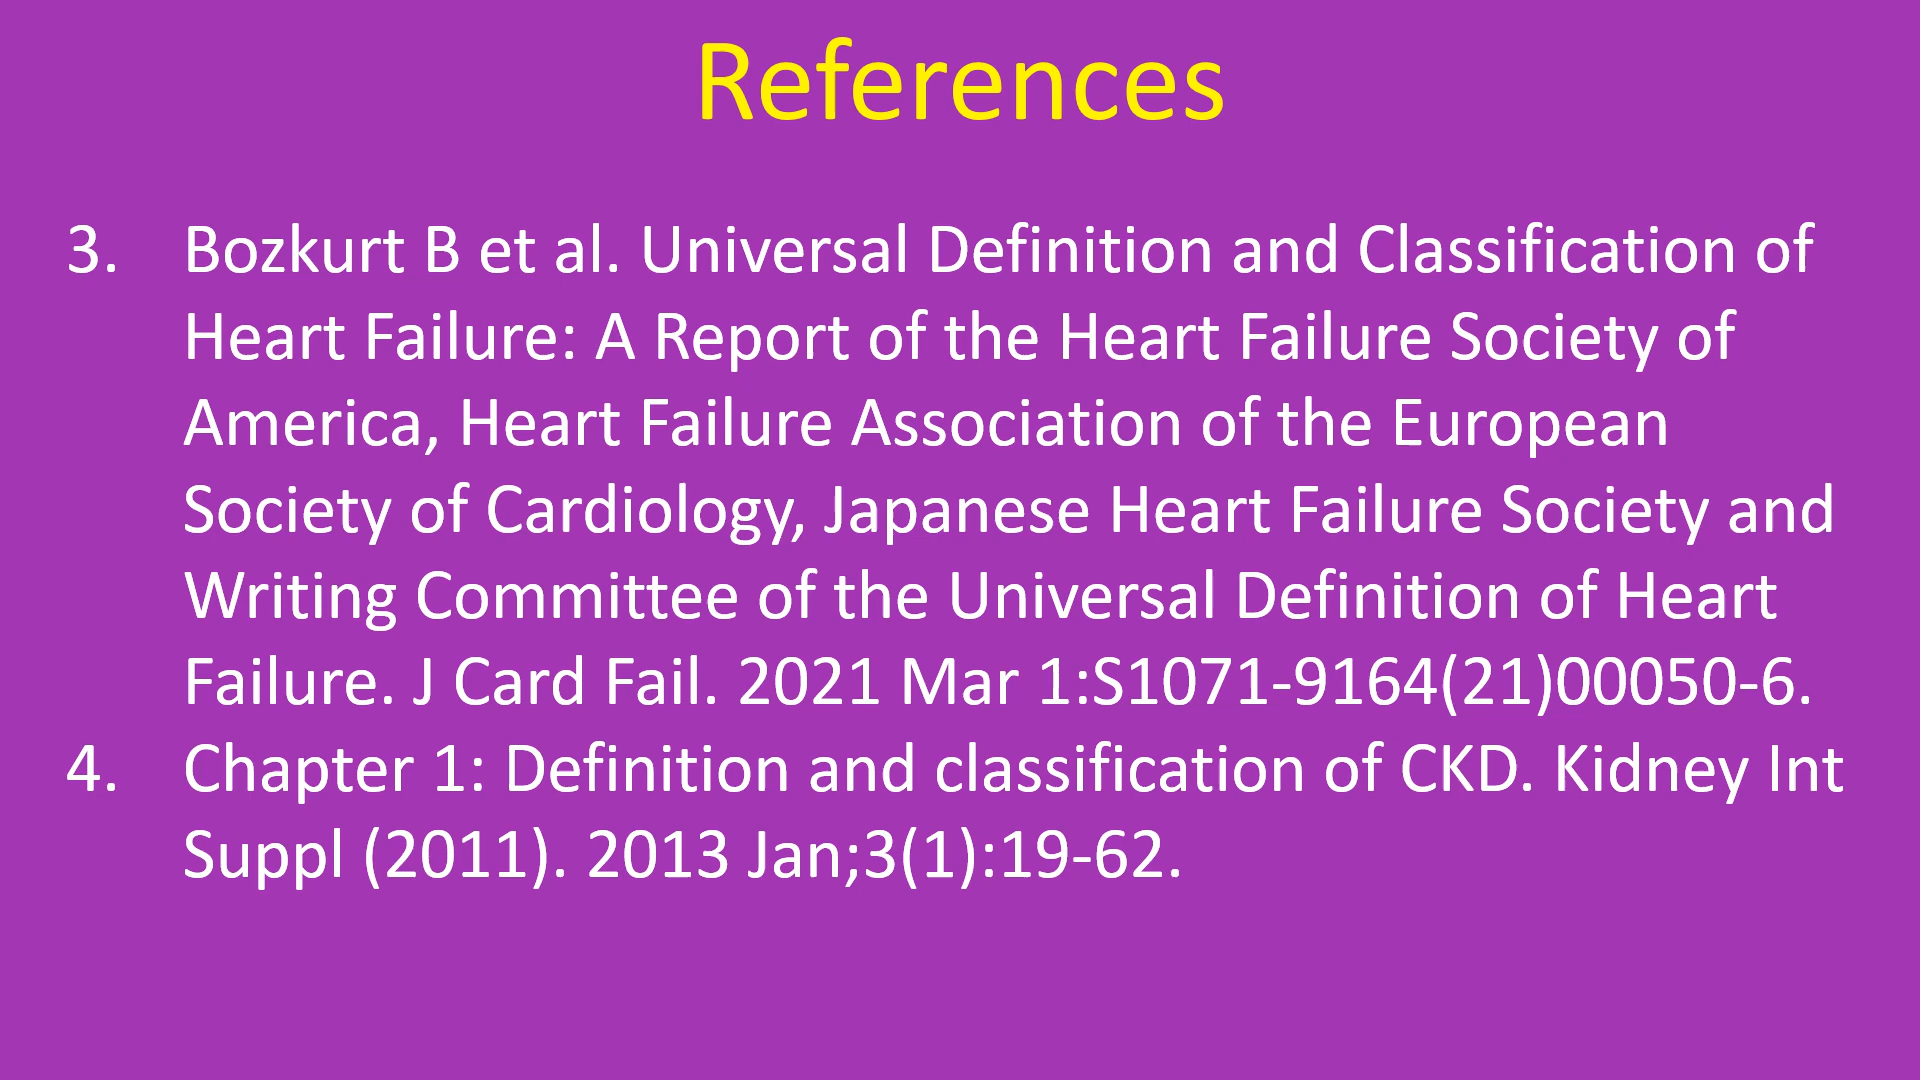 References
3. Bozkurt B et al. Universal Definition and Classification of
Heart Failure: A Report of the Heart Failure Society of
America, Heart Failure Association of the European
Society of Cardiology, Japanese Heart Failure Society and
Writing Committee of the Universal Definition of Heart
Failure. J Card Fail. 2021 Mar 1:S1071-9164(21)00050-6.
4. Chapter 1: Definition and classification of CKD. Kidney Int
Suppl (2011). 2013 Jan;3(1):19-62.